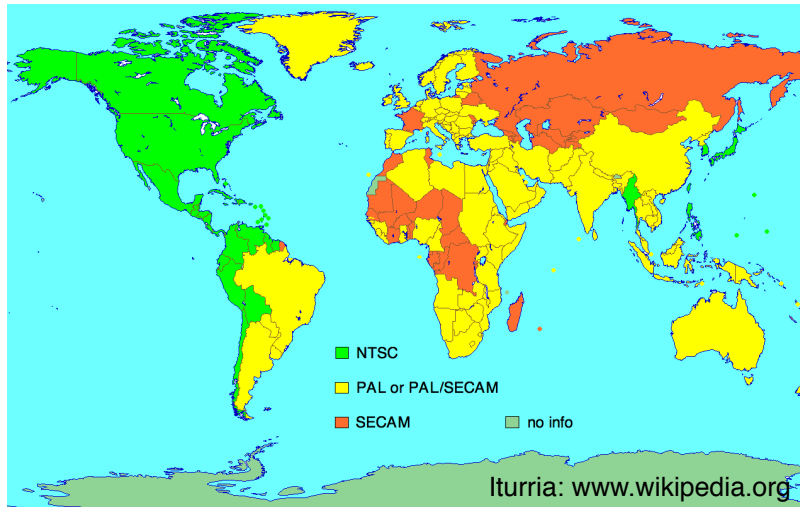 NTSC
PAL or PAL/SECAM
SECAM
no info
Iturria: www.wikipedia.org